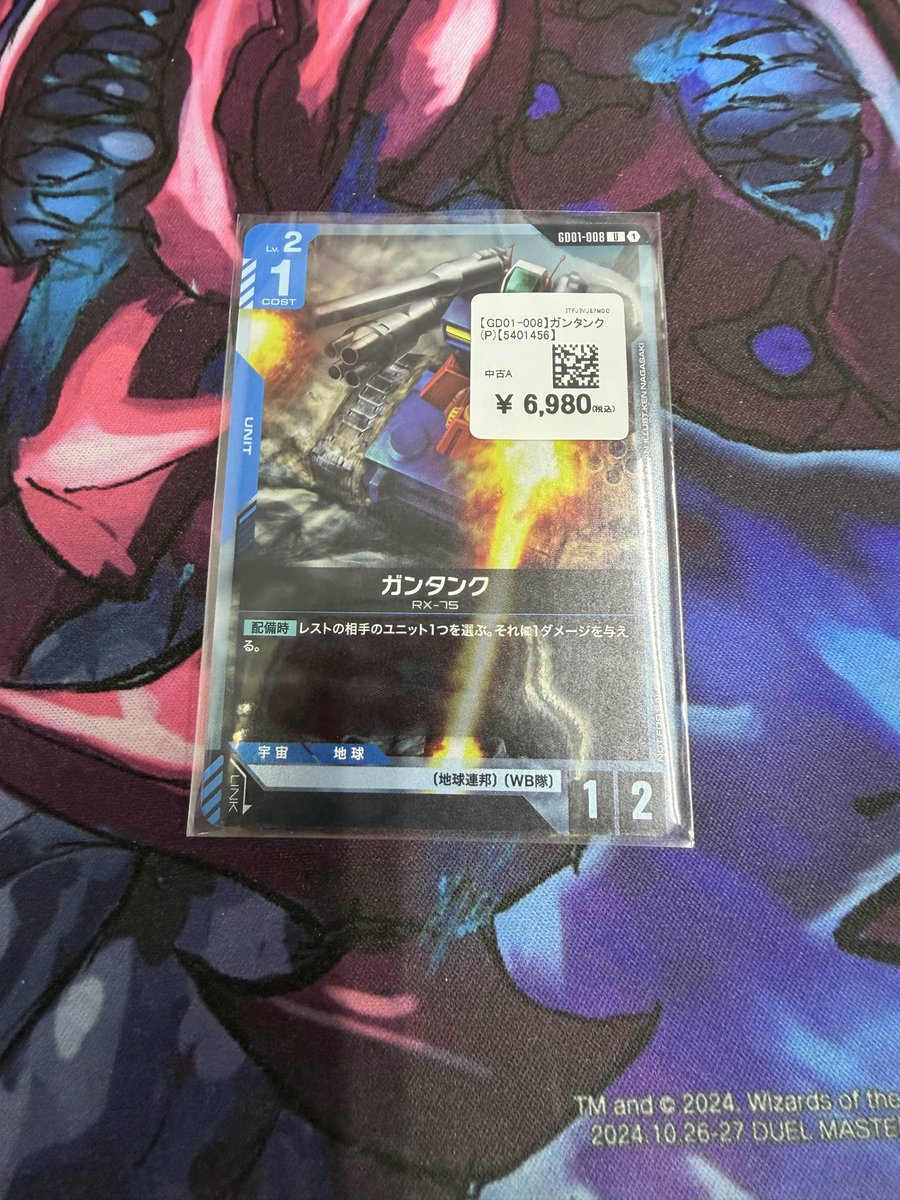 Lv. 2
1
COST
GD01-008 U 1
【GD01-008】ガンタンク
(P)【5401456】
中古A
¥ 6,980(税込)
UNIT
ILLUST.KEN NAGASAKI
ガンタンク
RX-75
配備時 レストの相手のユニット1つを選ぶ。それに1ダメージを与え
る。
宇宙 地球
LINK
〔地球連邦〕〔WB隊〕
1 2
TM and © 2024. Wizards of the
2024.10.26-27 DUEL MASTE